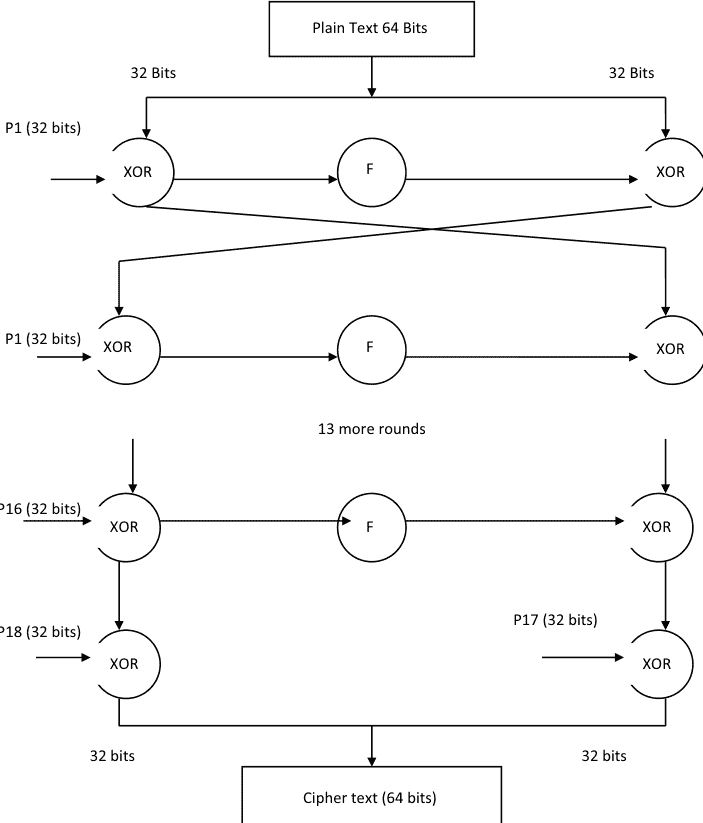 Plain Text 64 Bits
32 Bits
32 Bits
P1 (32 bits)
XOR
F
XOR
P1 (32 bits)
XOR
F
XOR
13 more rounds
P16 (32 bits)
XOR
F
XOR
P18 (32 bits)
P17 (32 bits)
XOR
XOR
32 bits
32 bits
Cipher text (64 bits)